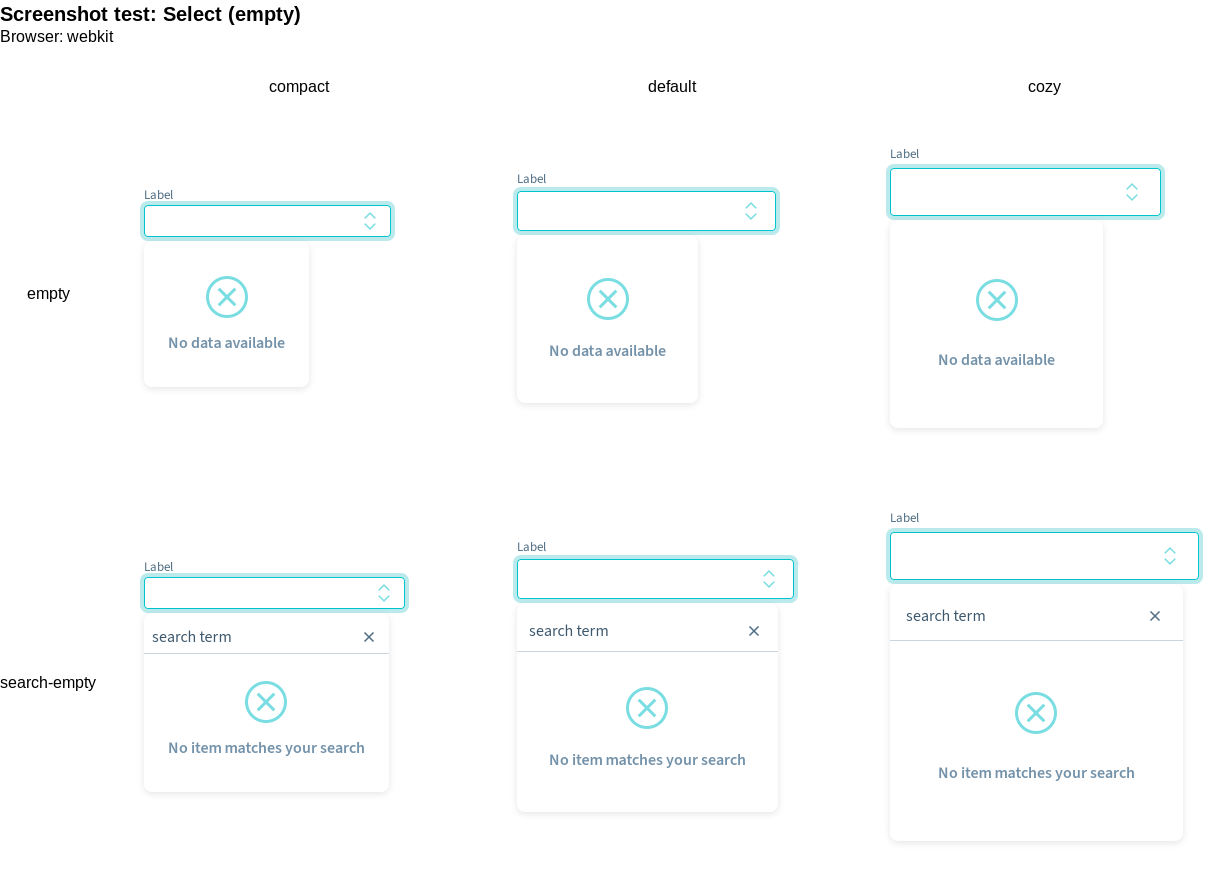 Screenshot test: Select (empty)
Browser: webkit
compact
default
cozy
empty
Label
No data available
Label
No data available
Label
No data available
search-empty
Label
search term
No item matches your search
Label
search term
No item matches your search
Label
search term
No item matches your search